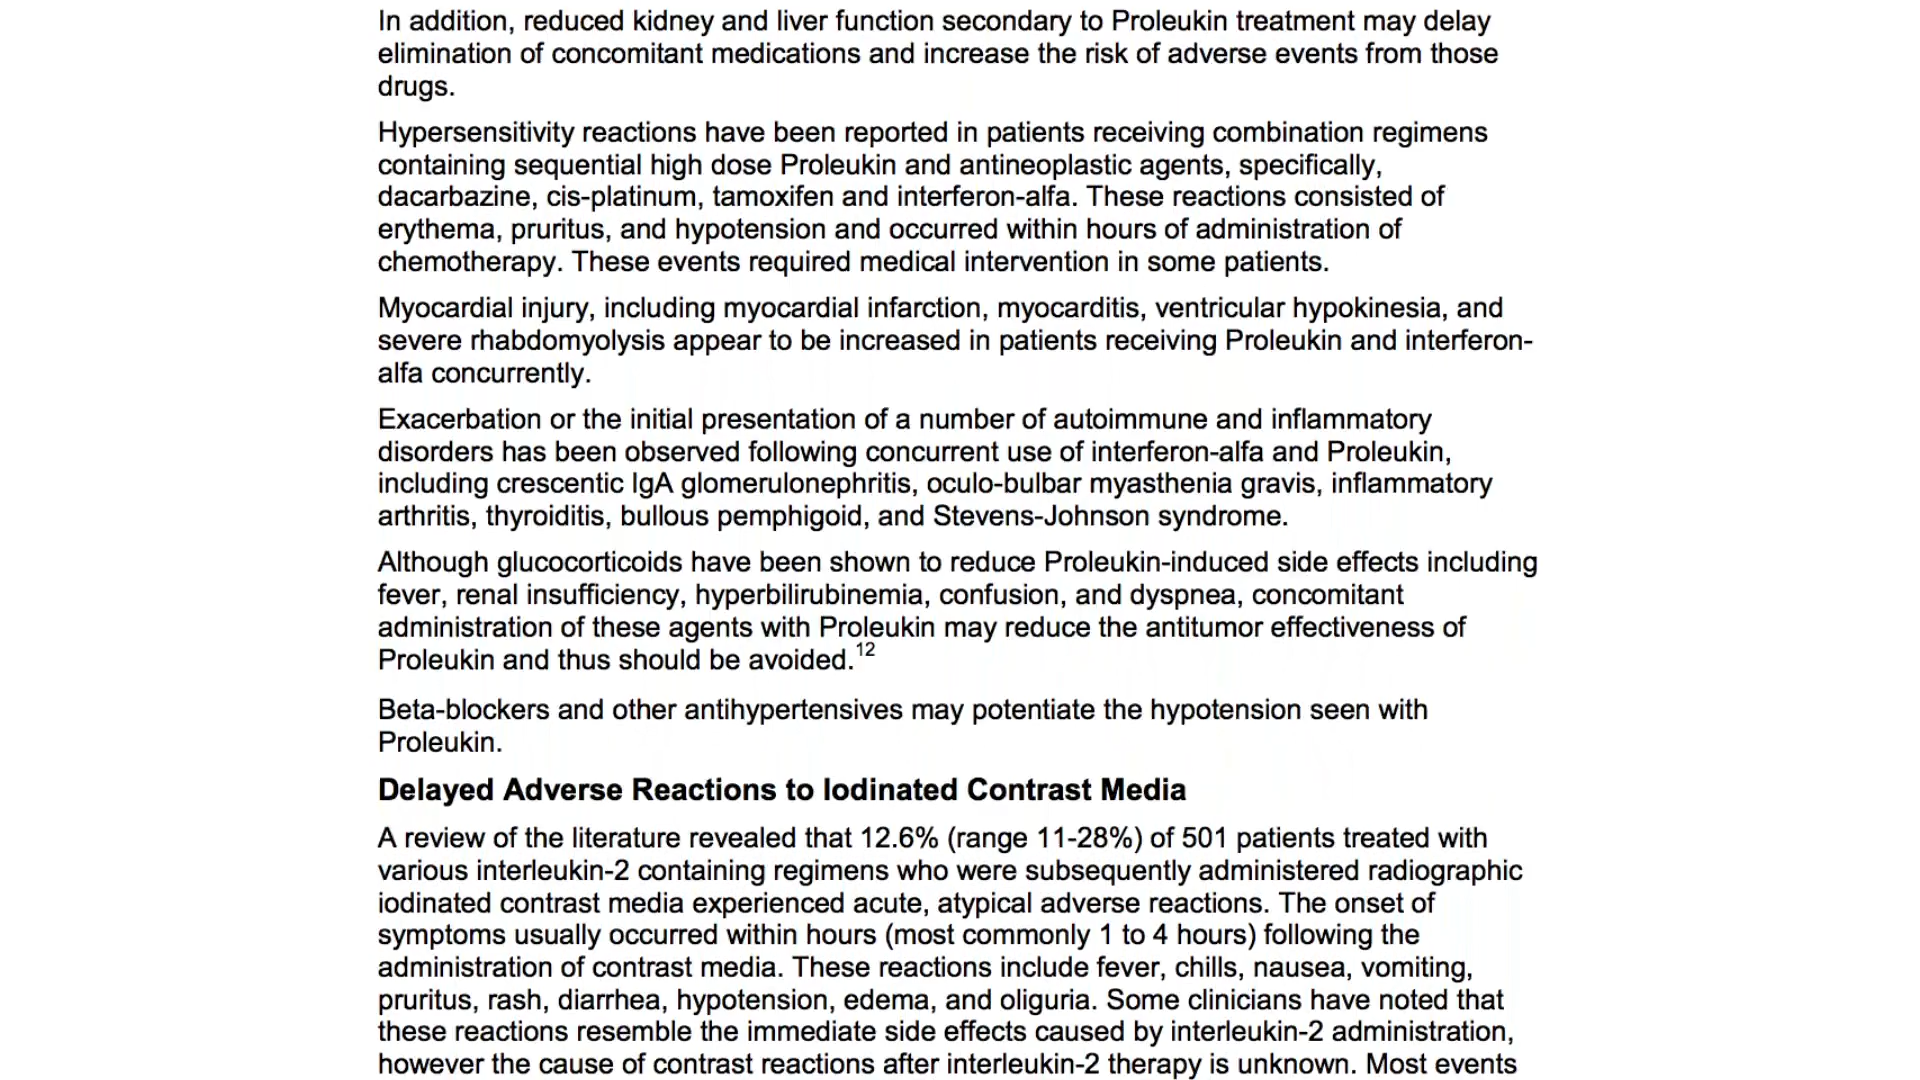 In addition, reduced kidney and liver function secondary to Proleukin treatment may delay
elimination of concomitant medications and increase the risk of adverse events from those
drugs.
Hypersensitivity reactions have been reported in patients receiving combination regimens
containing sequential high dose Proleukin and antineoplastic agents, specifically,
dacarbazine, cis-platinum, tamoxifen and interferon-alfa. These reactions consisted of
erythema, pruritus, and hypotension and occurred within hours of administration of
chemotherapy. These events required medical intervention in some patients.
Myocardial injury, including myocardial infarction, myocarditis, ventricular hypokinesia, and
severe rhabdomyolysis appear to be increased in patients receiving Proleukin and interferon-
alfa concurrently.
Exacerbation or the initial presentation of a number of autoimmune and inflammatory
disorders has been observed following concurrent use of interferon-alfa and Proleukin,
including crescentic IgA glomerulonephritis, oculo-bulbar myasthenia gravis, inflammatory
arthritis, thyroiditis, bullous pemphigoid, and Stevens-Johnson syndrome.
Although glucocorticoids have been shown to reduce Proleukin-induced side effects including
fever, renal insufficiency, hyperbilirubinemia, confusion, and dyspnea, concomitant
administration of these agents with Proleukin may reduce the antitumor effectiveness of
Proleukin and thus should be avoided.12
Beta-blockers and other antihypertensives may potentiate the hypotension seen with
Proleukin.
Delayed Adverse Reactions to Iodinated Contrast Media
A review of the literature revealed that 12.6% (range 11-28%) of 501 patients treated with
various interleukin-2 containing regimens who were subsequently administered radiographic
iodinated contrast media experienced acute, atypical adverse reactions. The onset of
symptoms usually occurred within hours (most commonly 1 to 4 hours) following the
administration of contrast media. These reactions include fever, chills, nausea, vomiting,
pruritus, rash, diarrhea, hypotension, edema, and oliguria. Some clinicians have noted that
these reactions resemble the immediate side effects caused by interleukin-2 administration,
however the cause of contrast reactions after interleukin-2 therapy is unknown. Most events